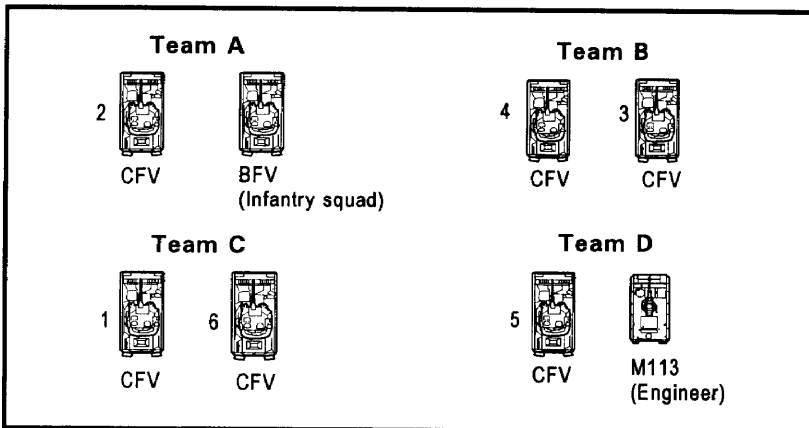 Team A
2
CFV
BFV
(Infantry squad)
Team B
4
3
CFV
CFV
Team C
1
6
CFV
CFV
Team D
5
CFV
M113
(Engineer)